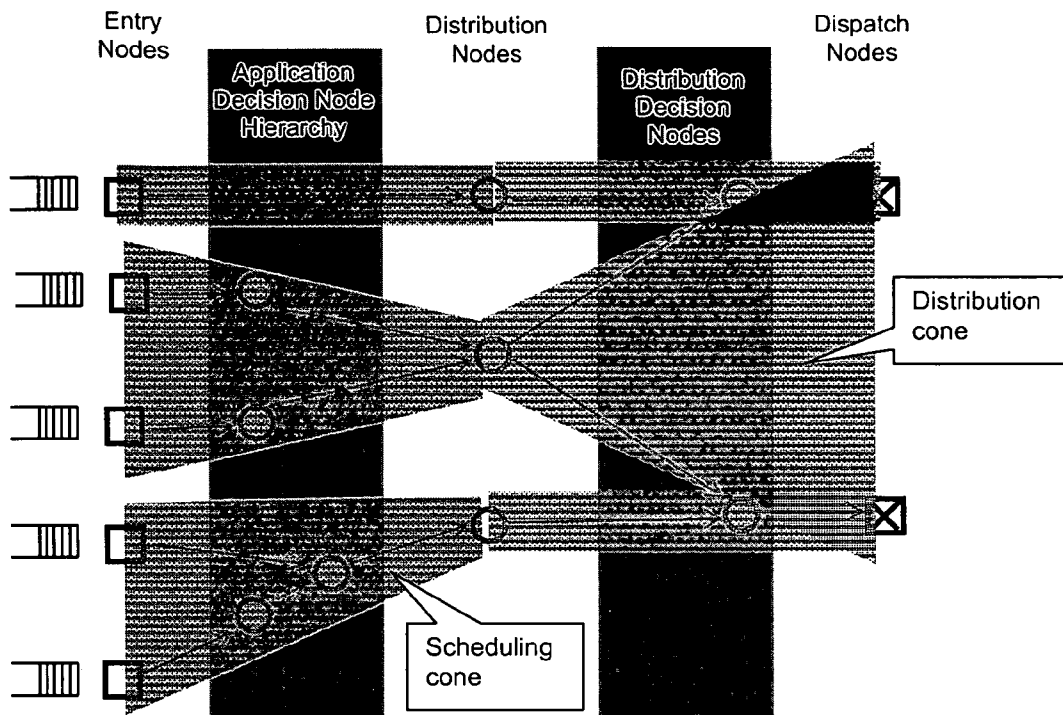 Entry
Nodes
Application
Decision Node
Hierarchy
Distribution
Nodes
Distribution
Decision
Nodes
Dispatch
Nodes
Distribution
cone
Scheduling
cone